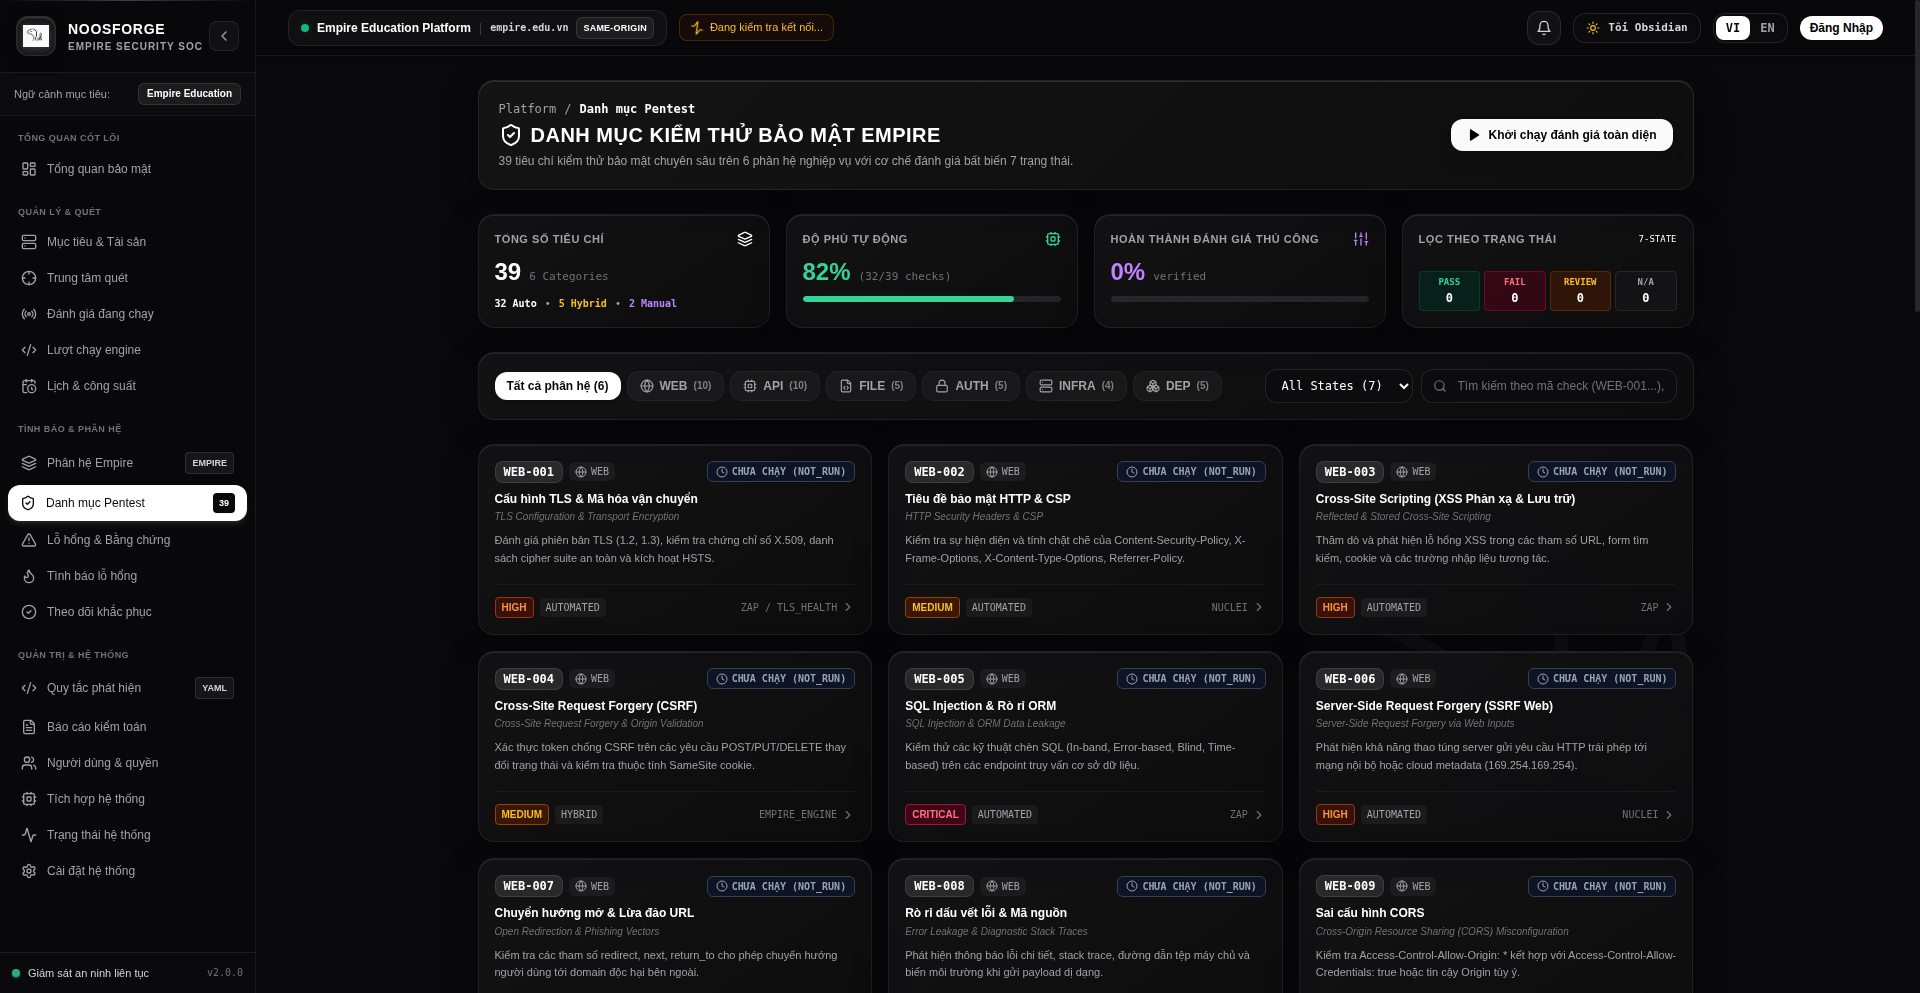 NOOSFORGE
EMPIRE SECURITY SOC
Ngữ cảnh mục tiêu:
Empire Education
TỔNG QUAN CỐT LÕI
Tổng quan bảo mật
QUẢN LÝ & QUÉT
Mục tiêu & Tài sản
Trung tâm quét
Đánh giá đang chạy
Lượt chạy engine
Lịch & công suất
TÌNH BÁO & PHÂN HỆ
Phân hệ Empire
EMPIRE
Danh mục Pentest
39
Lỗ hổng & Bằng chứng
Tình báo lỗ hổng
Theo dõi khắc phục
QUẢN TRỊ & HỆ THỐNG
Quy tắc phát hiện
YAML
Báo cáo kiểm toán
Người dùng & quyền
Tích hợp hệ thống
Trạng thái hệ thống
Cài đặt hệ thống
Giám sát an ninh liên tục
v2.0.0
Empire Education Platform
empire.edu.vn
SAME-ORIGIN
Đang kiểm tra kết nối...
Tối Obsidian
VI
EN
Đăng Nhập
Platform / Danh mục Pentest
DANH MỤC KIỂM THỬ BẢO MẬT EMPIRE
39 tiêu chí kiểm thử bảo mật chuyên sâu trên 6 phân hệ nghiệp vụ với cơ chế đánh giá bất biến 7 trạng thái.
Khởi chạy đánh giá toàn diện
TỔNG SỐ TIÊU CHÍ
39 6 Categories
32 Auto • 5 Hybrid • 2 Manual
ĐỘ PHỦ TỰ ĐỘNG
82% (32/39 checks)
HOÀN THÀNH ĐÁNH GIÁ THỦ CÔNG
0% verified
LỌC THEO TRẠNG THÁI
7-STATE
PASS
0
FAIL
0
REVIEW
0
N/A
0
Tất cả phân hệ (6)
WEB (10)
API (10)
FILE (5)
AUTH (5)
INFRA (4)
DEP (5)
All States (7)
Tìm kiếm theo mã check (WEB-001...),
WEB-001
WEB
CHƯA CHẠY (NOT_RUN)
Cấu hình TLS & Mã hóa vận chuyển
TLS Configuration & Transport Encryption
Đánh giá phiên bản TLS (1.2, 1.3), kiểm tra chứng chỉ số X.509, danh
sách cipher suite an toàn và kích hoạt HSTS.
HIGH
AUTOMATED
ZAP / TLS_HEALTH
WEB-002
WEB
CHƯA CHẠY (NOT_RUN)
Tiêu đề bảo mật HTTP & CSP
HTTP Security Headers & CSP
Kiểm tra sự hiện diện và tính chặt chẽ của Content-Security-Policy, X-
Frame-Options, X-Content-Type-Options, Referrer-Policy.
MEDIUM
AUTOMATED
NUCLEI
WEB-003
WEB
CHƯA CHẠY (NOT_RUN)
Cross-Site Scripting (XSS Phản xạ & Lưu trữ)
Reflected & Stored Cross-Site Scripting
Thăm dò và phát hiện lỗ hổng XSS trong các tham số URL, form tìm
kiếm, cookie và các trường nhập liệu tương tác.
HIGH
AUTOMATED
ZAP
WEB-004
WEB
CHƯA CHẠY (NOT_RUN)
Cross-Site Request Forgery (CSRF)
Cross-Site Request Forgery & Origin Validation
Xác thực token chống CSRF trên các yêu cầu POST/PUT/DELETE thay
đổi trạng thái và kiểm tra thuộc tính SameSite cookie.
MEDIUM
HYBRID
EMPIRE_ENGINE
WEB-005
WEB
CHƯA CHẠY (NOT_RUN)
SQL Injection & Rò rỉ ORM
SQL Injection & ORM Data Leakage
Kiểm thử các kỹ thuật chèn SQL (In-band, Error-based, Blind, Time-
based) trên các endpoint truy vấn cơ sở dữ liệu.
CRITICAL
AUTOMATED
ZAP
WEB-006
WEB
CHƯA CHẠY (NOT_RUN)
Server-Side Request Forgery (SSRF Web)
Server-Side Request Forgery via Web Inputs
Phát hiện khả năng thao túng server gửi yêu cầu HTTP trái phép tới
mạng nội bộ hoặc cloud metadata (169.254.169.254).
HIGH
AUTOMATED
NUCLEI
WEB-007
WEB
CHƯA CHẠY (NOT_RUN)
Chuyển hướng mở & Lừa đảo URL
Open Redirection & Phishing Vectors
Kiểm tra các tham số redirect, next, return_to cho phép chuyển hướng
người dùng tới domain độc hại bên ngoài.
WEB-008
WEB
CHƯA CHẠY (NOT_RUN)
Rò rỉ dấu vết lỗi & Mã nguồn
Error Leakage & Diagnostic Stack Traces
Phát hiện thông báo lỗi chi tiết, stack trace, đường dẫn tệp máy chủ và
biến môi trường khi gửi payload dị dạng.
WEB-009
WEB
CHƯA CHẠY (NOT_RUN)
Sai cấu hình CORS
Cross-Origin Resource Sharing (CORS) Misconfiguration
Kiểm tra Access-Control-Allow-Origin: * kết hợp với Access-Control-Allow-
Credentials: true hoặc tin cậy Origin tùy ý.